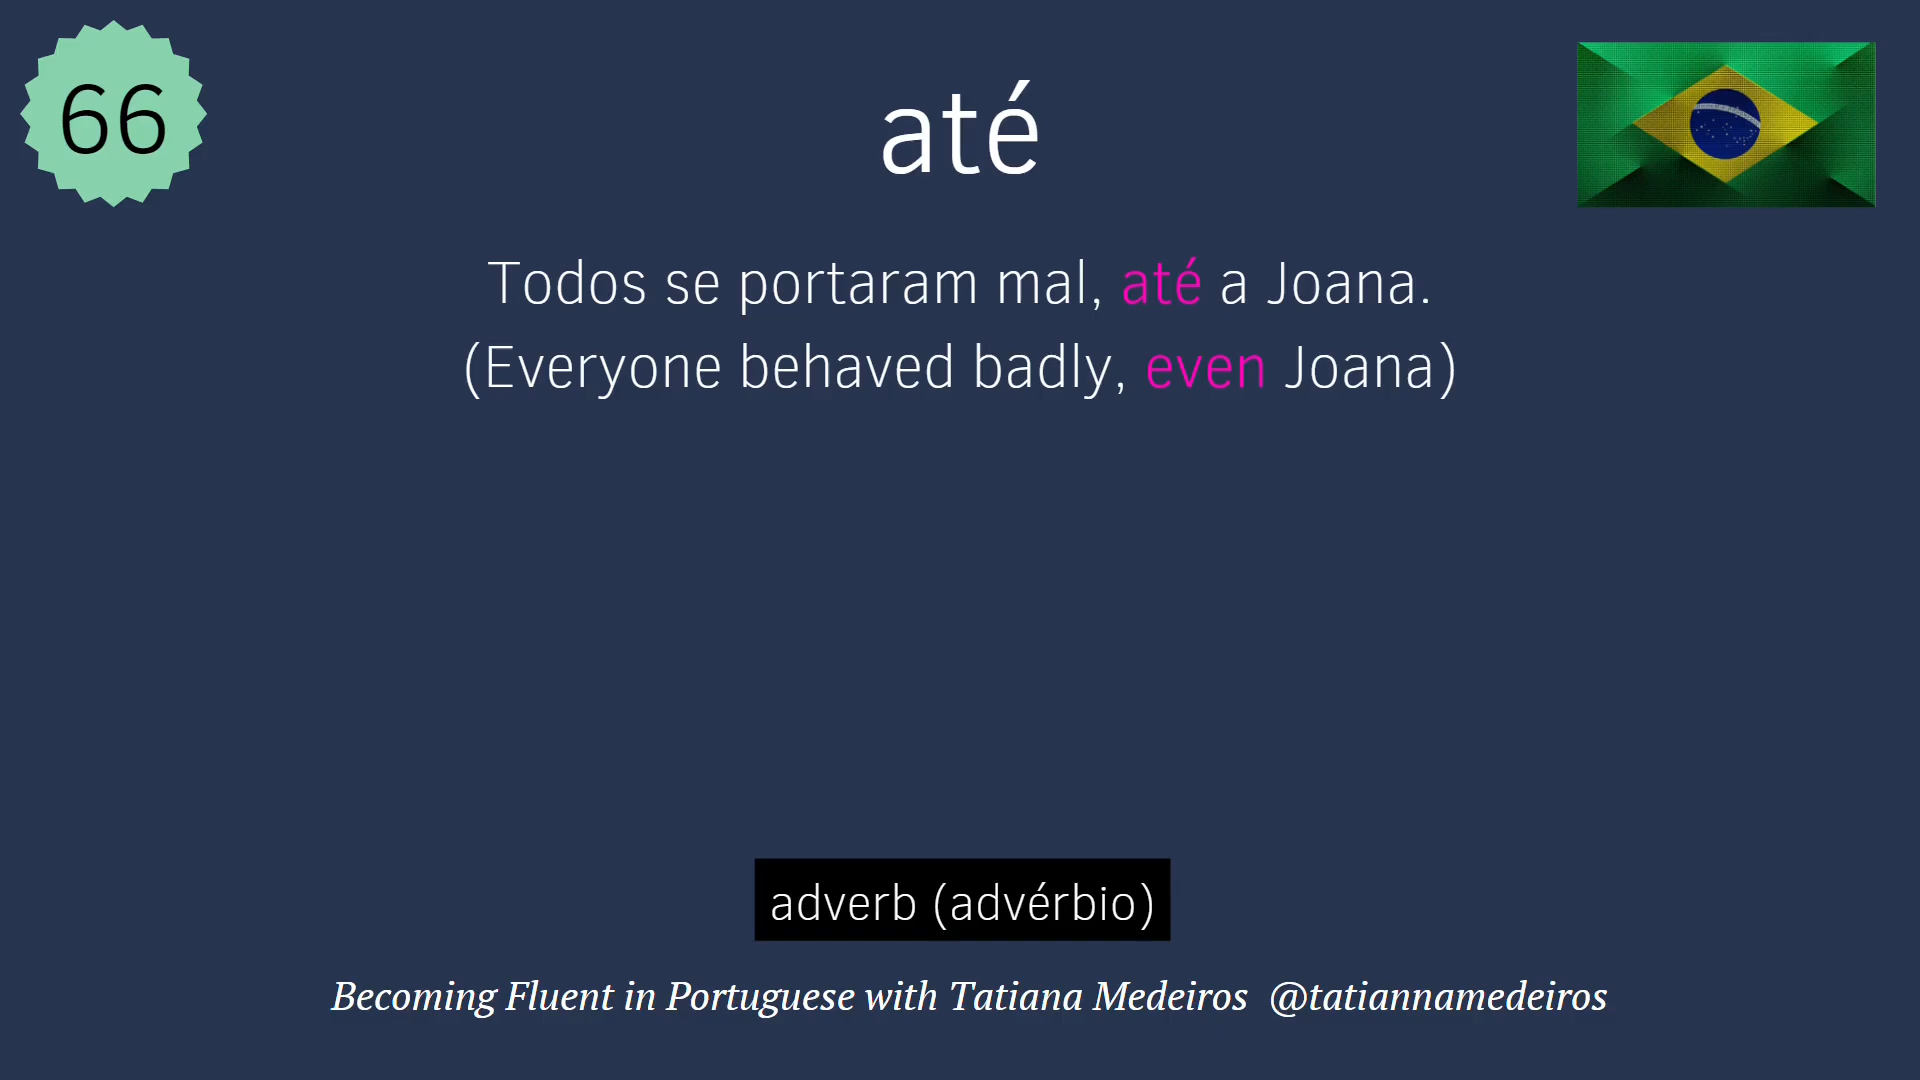 66
até
Todos se portaram mal, até a Joana.
(Everyone behaved badly, even Joana)
adverb (advérbio)
Becoming Fluent in Portuguese with Tatiana Medeiros @tatiannamedeiros